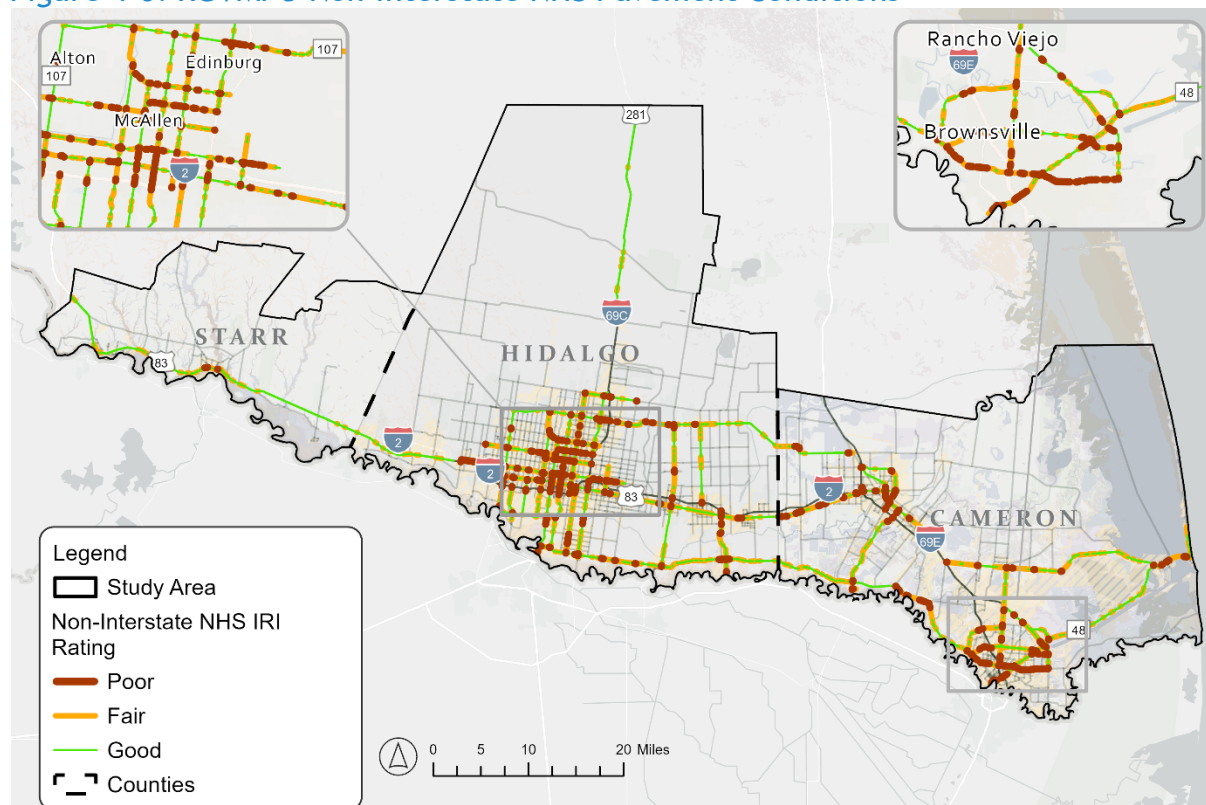 107
Alton
107
Edinburg
McAllen
2
Rancho Viejo
69E
48
Brownsville
281
69C
STARR
83
HIDALGO
2
2
83
2
CAMERON
69E
48
Legend
Study Area
Non-Interstate NHS IRI
Rating
Poor
Fair
Good
Counties
0 5 10 20 Miles